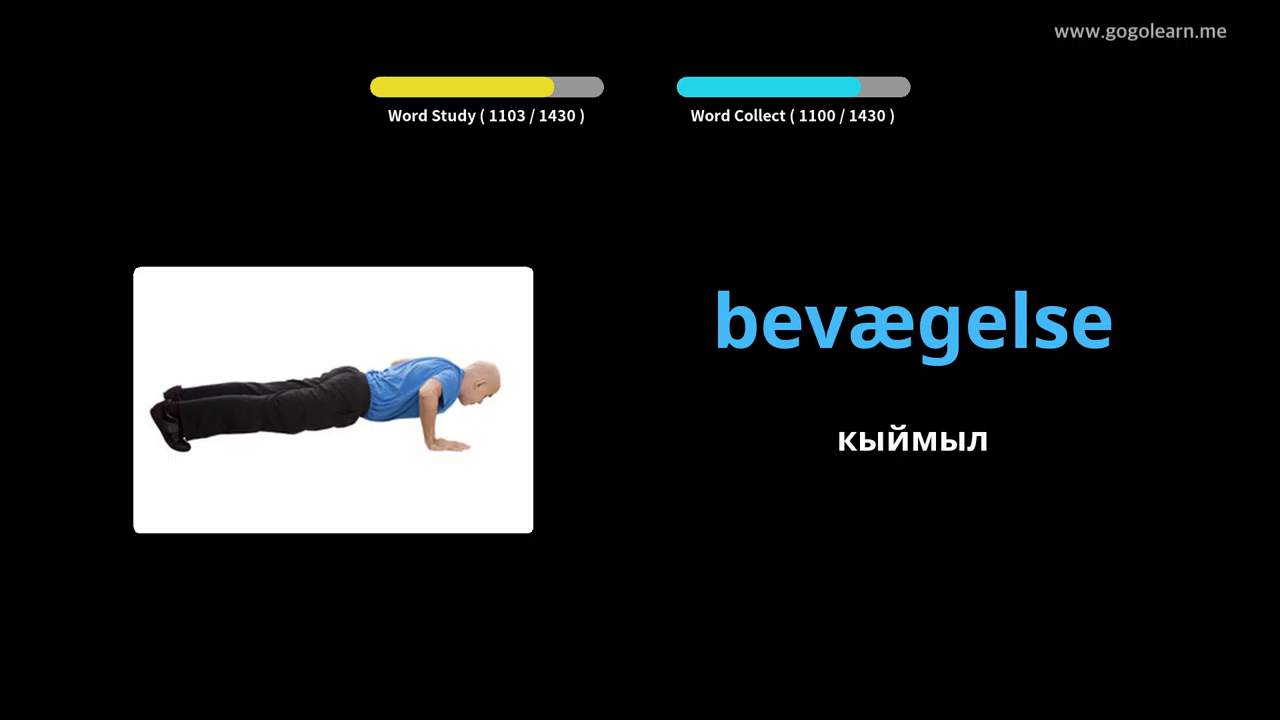 www.gogolearn.me
Word Study ( 1103 / 1430 )
Word Collect ( 1100 / 1430 )
bevægelse
кыймыл